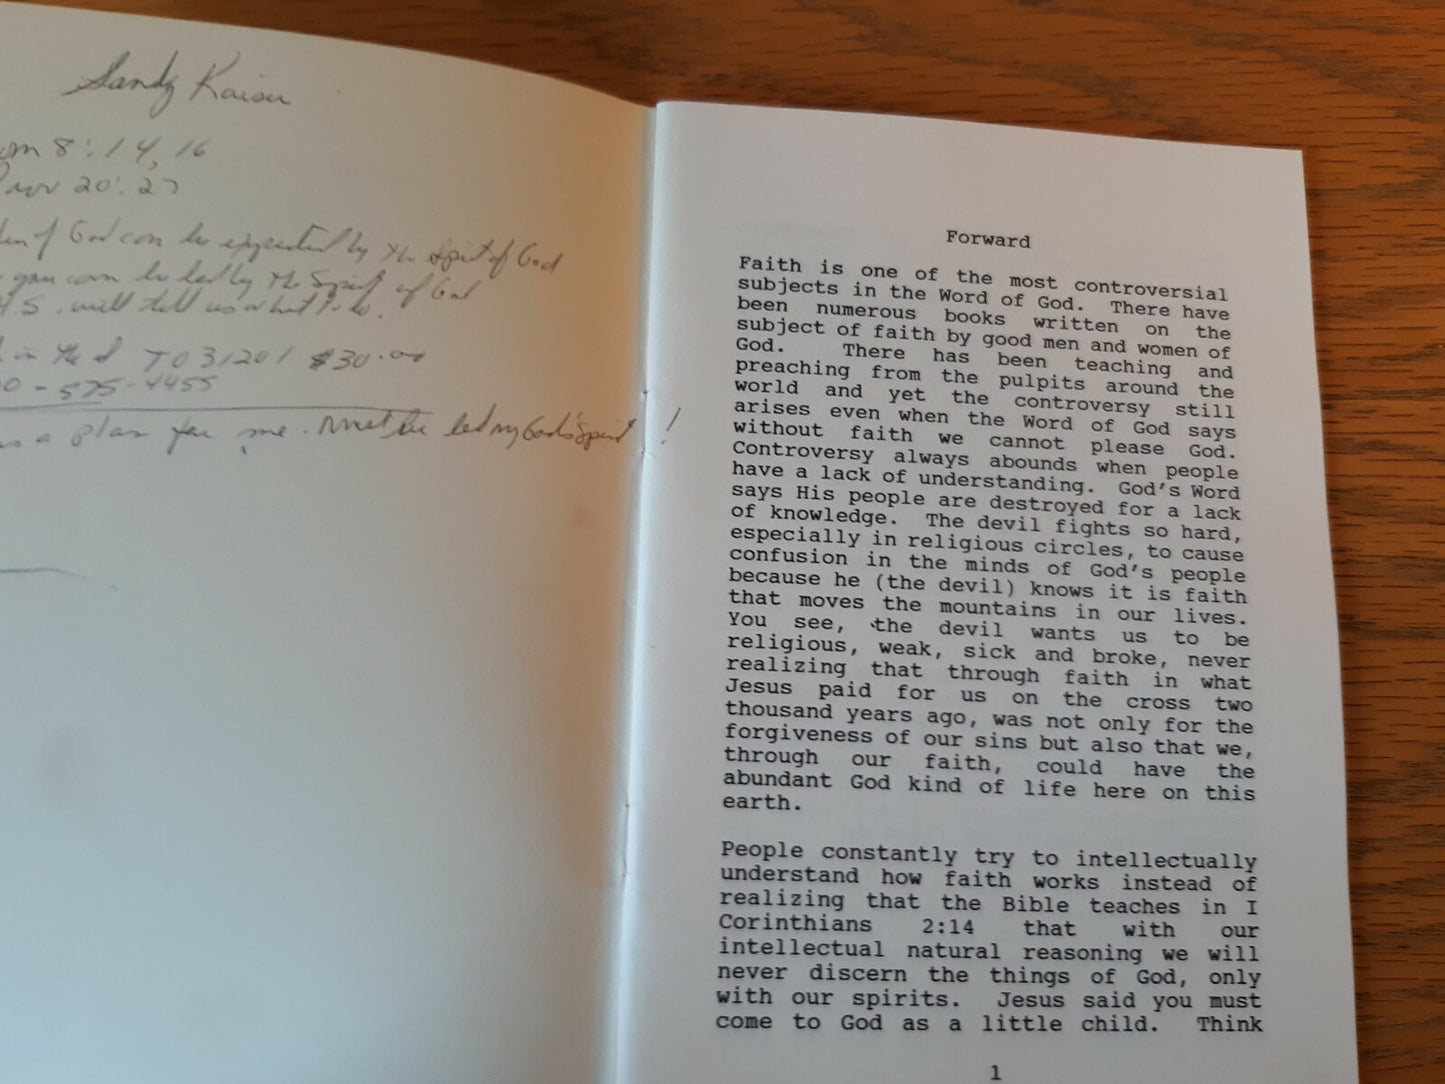 Sandy Kaiser
om 8:14, 16
Prov 20:27
of God can be by the Spirit of God
you can be led by the Spirit of God
H.S. will tell us what to do.
in the T031201 $30.00
0-575-4455
as a plan for me. Must be led my God's Spirit!
Forward
Faith is one of the most controversial
subjects in the Word of God. There have
been numerous books written on the
subject of faith by good men and women of
God. There has been teaching and
preaching from the pulpits around the
world and yet the controversy still
arises even when the Word of God says
without faith we cannot please God.
Controversy always abounds when people
have a lack of understanding. God's Word
says His people are destroyed for a lack
of knowledge. The devil fights so hard,
especially in religious circles, to cause
confusion in the minds of God's people
because he (the devil) knows it is faith
that moves the mountains in our lives.
You see, the devil wants us to be
religious, weak, sick and broke, never
realizing that through faith in what
Jesus paid for us on the cross two
thousand years ago, was not only for the
forgiveness of our sins but also that we,
through our faith, could have the
abundant God kind of life here on this
earth.
People constantly try to intellectually
understand how faith works instead of
realizing that the Bible teaches in I
Corinthians 2:14 that with our
intellectual natural reasoning we will
never discern the things of God, only
with our spirits. Jesus said you must
come to God as a little child. Think
1